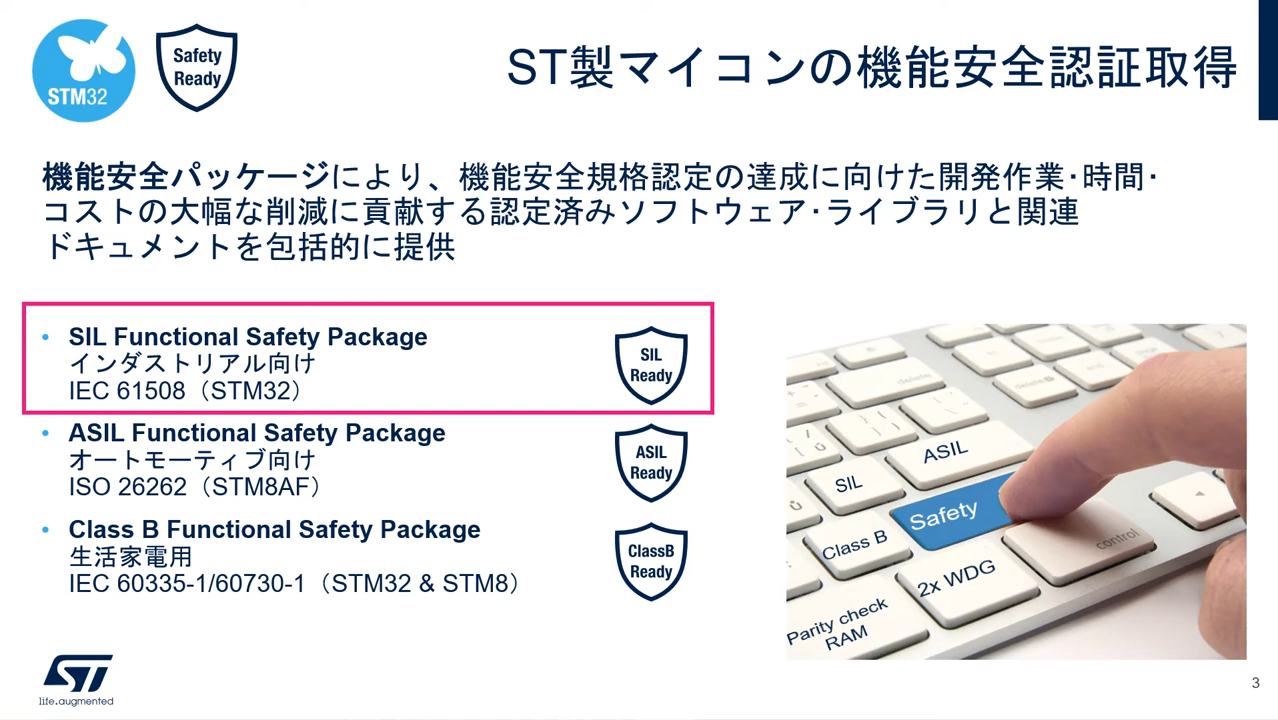 STM32
Safety
Ready
ST製マイコンの機能安全認証取得
機能安全パッケージにより、機能安全規格認定の達成に向けた開発作業･時間･
コストの大幅な削減に貢献する認定済みソフトウェア･ライブラリと関連
ドキュメントを包括的に提供
• SIL Functional Safety Package
インダストリアル向け
IEC 61508（STM32）
SIL
Ready
• ASIL Functional Safety Package
オートモーティブ向け
ISO 26262（STM8AF）
ASIL
Ready
• Class B Functional Safety Package
生活家電用
IEC 60335-1/60730-1（STM32 & STM8）
ClassB
Ready
delete
end
ASIL
SIL
Safety
Class B
control
2x WDG
Parity check
RAM
ST
life.augmented
3